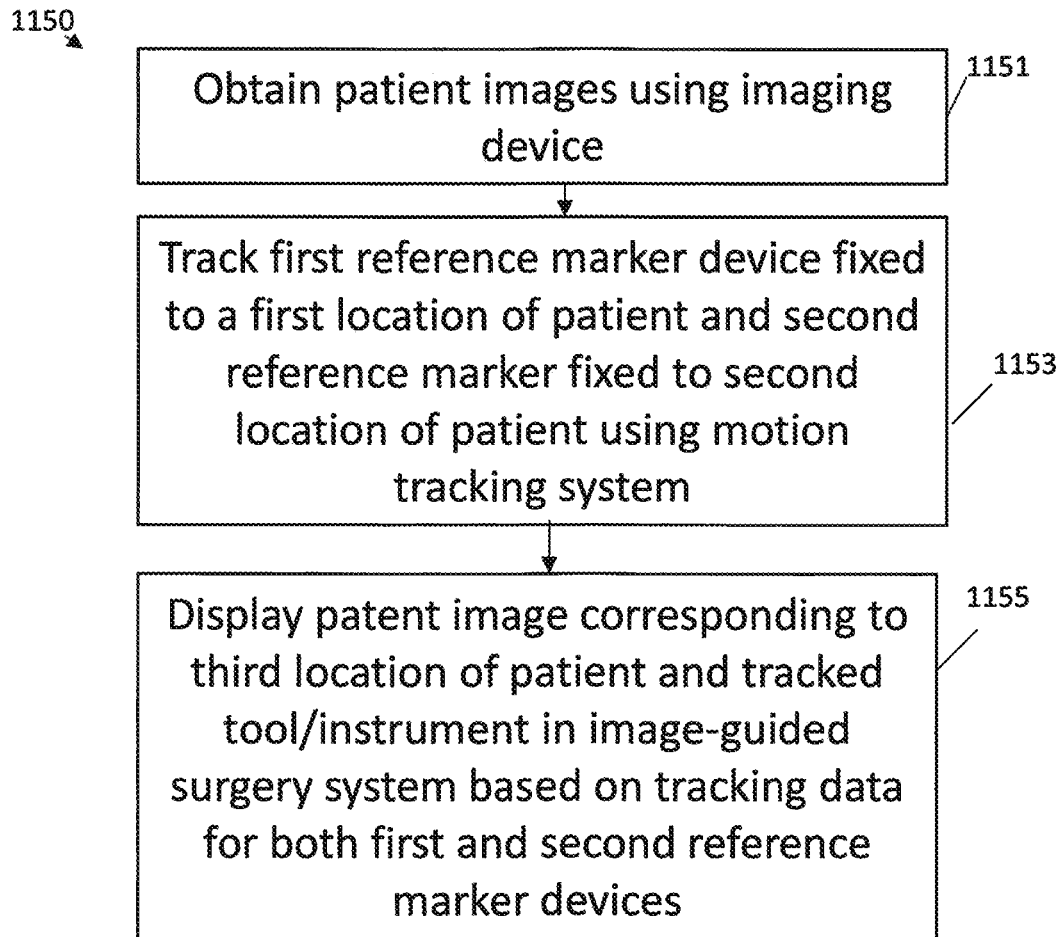 1150
Obtain patient images using imaging
device
1151
Track first reference marker device fixed
to a first location of patient and second
reference marker fixed to second
location of patient using motion
tracking system
1153
Display patent image corresponding to
third location of patient and tracked
tool/instrument in image-guided
surgery system based on tracking data
for both first and second reference
marker devices
1155